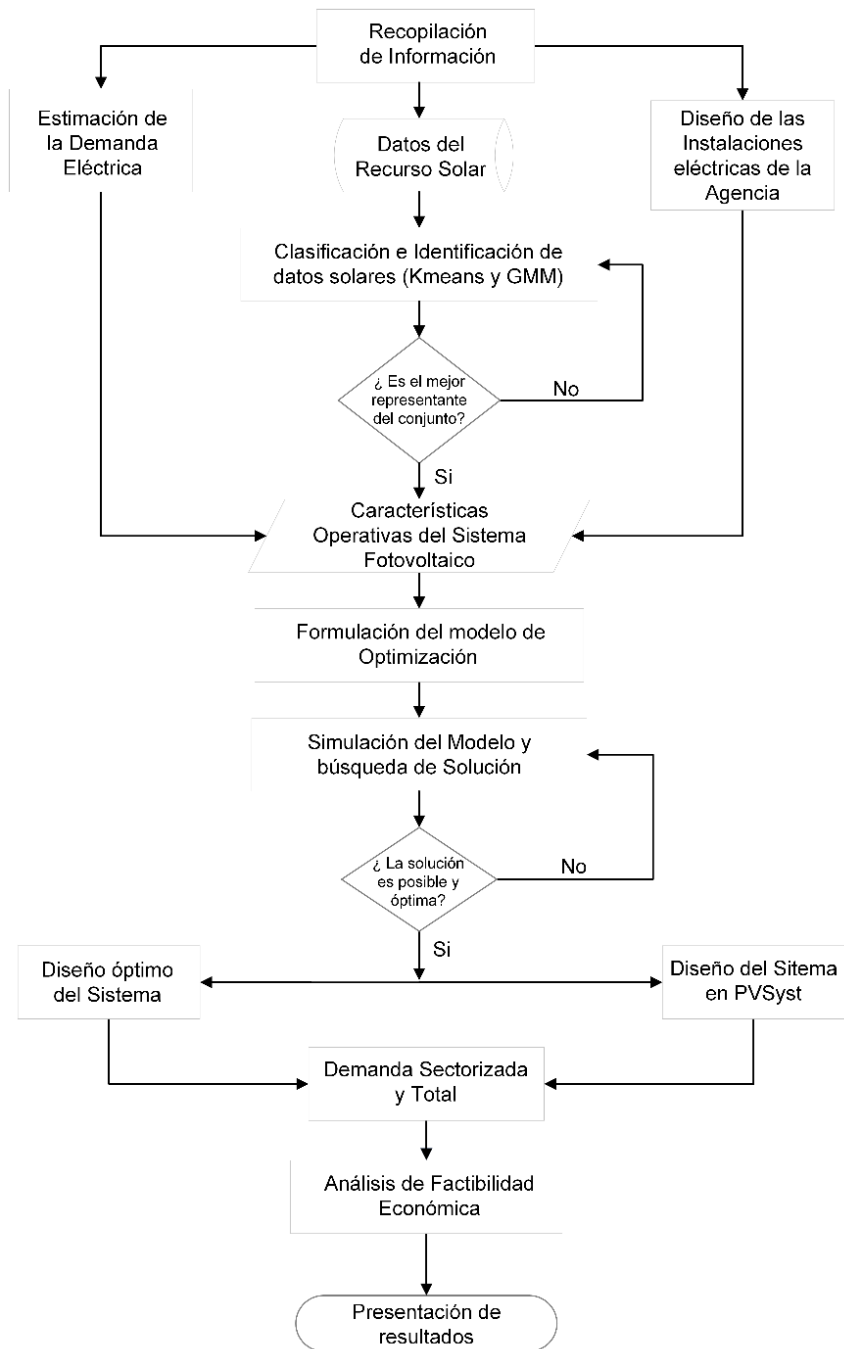 Recopilación
de Información
Estimación de
la Demanda
Eléctrica
Datos del
Recurso Solar
Diseño de las
Instalaciones
eléctricas de la
Agencia
Clasificación e Identificación de
datos solares (Kmeans y GMM)
¿ Es el mejor
representante
del conjunto?
No
Si
Características
Operativas del Sistema
Fotovoltaico
Formulación del modelo de
Optimización
Simulación del Modelo y
búsqueda de Solución
¿ La solución
es posible y
óptima?
No
Si
Diseño óptimo
del Sistema
Diseño del Sitema
en PVSyst
Demanda Sectorizada
y Total
Análisis de Factibilidad
Económica
Presentación de
resultados